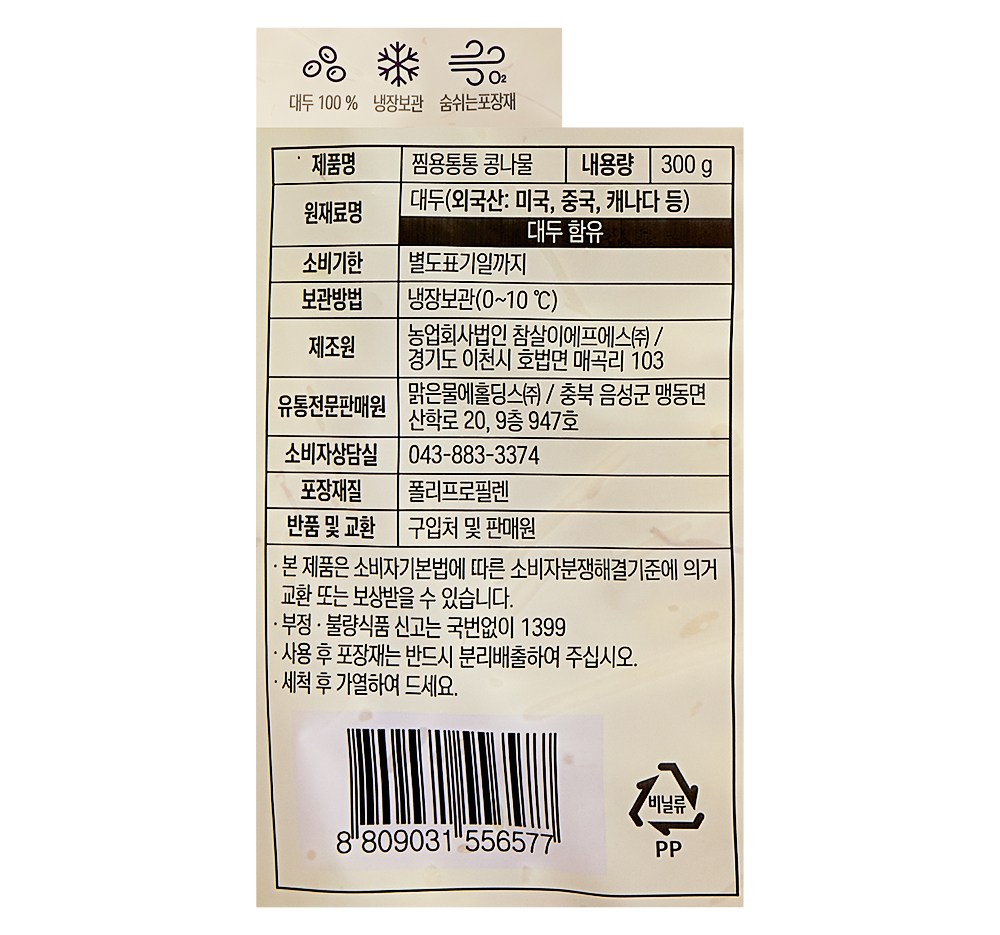 O₂
대두 100 % 냉장보관 숨쉬는포장재
제품명 찜용통통 콩나물 내용량 300 g
원재료명 대두(외국산: 미국, 중국, 캐나다 등)
대두 함유
소비기한 별도표기일까지
보관방법 냉장보관(0~10 ℃)
제조원 농업회사법인 참살이에프에스㈜ /
경기도 이천시 호법면 매곡리 103
유통전문판매원 맑은물에홀딩스㈜ / 충북 음성군 맹동면
산학로 20, 9층 947호
소비자상담실 043-883-3374
포장재질 폴리프로필렌
반품 및 교환 구입처 및 판매원
· 본 제품은 소비자기본법에 따른 소비자분쟁해결기준에 의거
교환 또는 보상받을 수 있습니다.
· 부정 · 불량식품 신고는 국번없이 1399
· 사용 후 포장재는 반드시 분리배출하여 주십시오.
· 세척 후 가열하여 드세요.
8 809031 556577
비닐류
PP